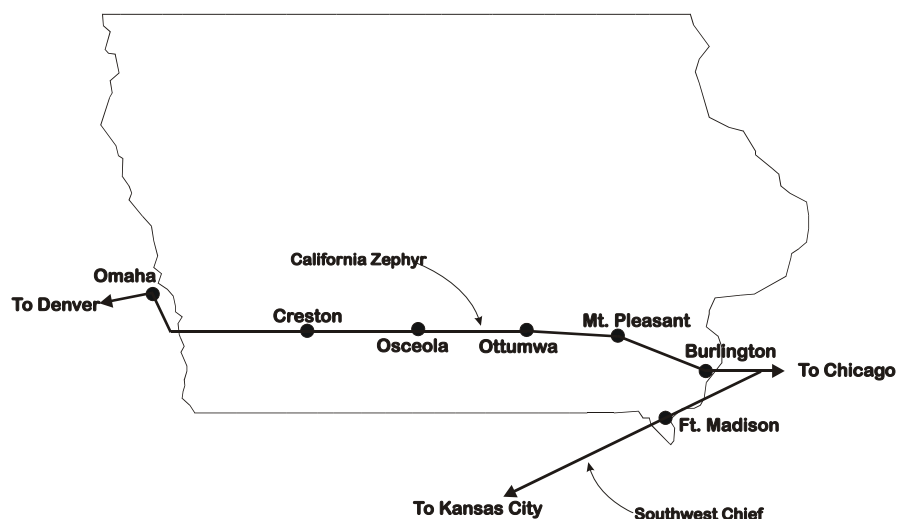 California Zephyr
Omaha
To Denver
Creston
Mt. Pleasant
Osceola
Ottumwa
Burlington
To Chicago
Ft. Madison
To Kansas City
Southwest Chief